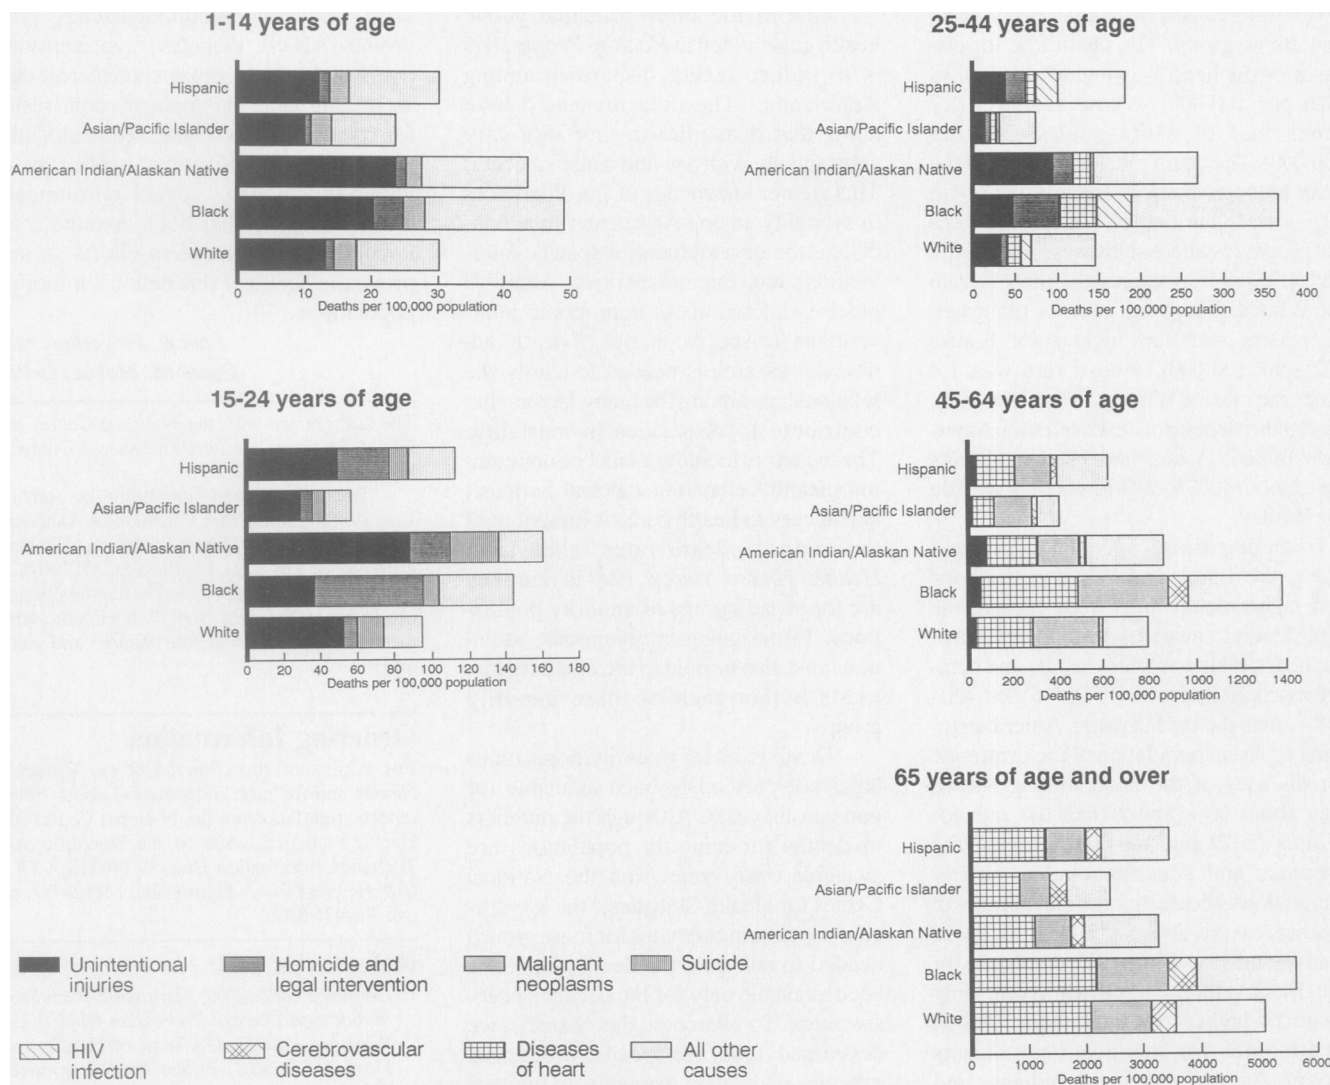 1-14 years of age
Hispanic
Asian/Pacific Islander
American Indian/Alaskan Native
Black
White
0 10 20 30 40 50
Deaths per 100,000 population
15-24 years of age
Hispanic
Asian/Pacific Islander
American Indian/Alaskan Native
Black
White
0 20 40 60 80 100 120 140 160 180
Deaths per 100,000 population
25-44 years of age
Hispanic
Asian/Pacific Islander
American Indian/Alaskan Native
Black
White
0 50 100 150 200 250 300 350 400
Deaths per 100,000 population
45-64 years of age
Hispanic
Asian/Pacific Islander
American Indian/Alaskan Native
Black
White
0 200 400 600 800 1000 1200 1400
Deaths per 100,000 population
65 years of age and over
Hispanic
Asian/Pacific Islander
American Indian/Alaskan Native
Black
White
0 1000 2000 3000 4000 5000 6000
Deaths per 100,000 population
Unintentional
injuries
Homicide and
legal intervention
Malignant
neoplasms
Suicide
HIV
infection
Cerebrovascular
diseases
Diseases
of heart
All other
causes